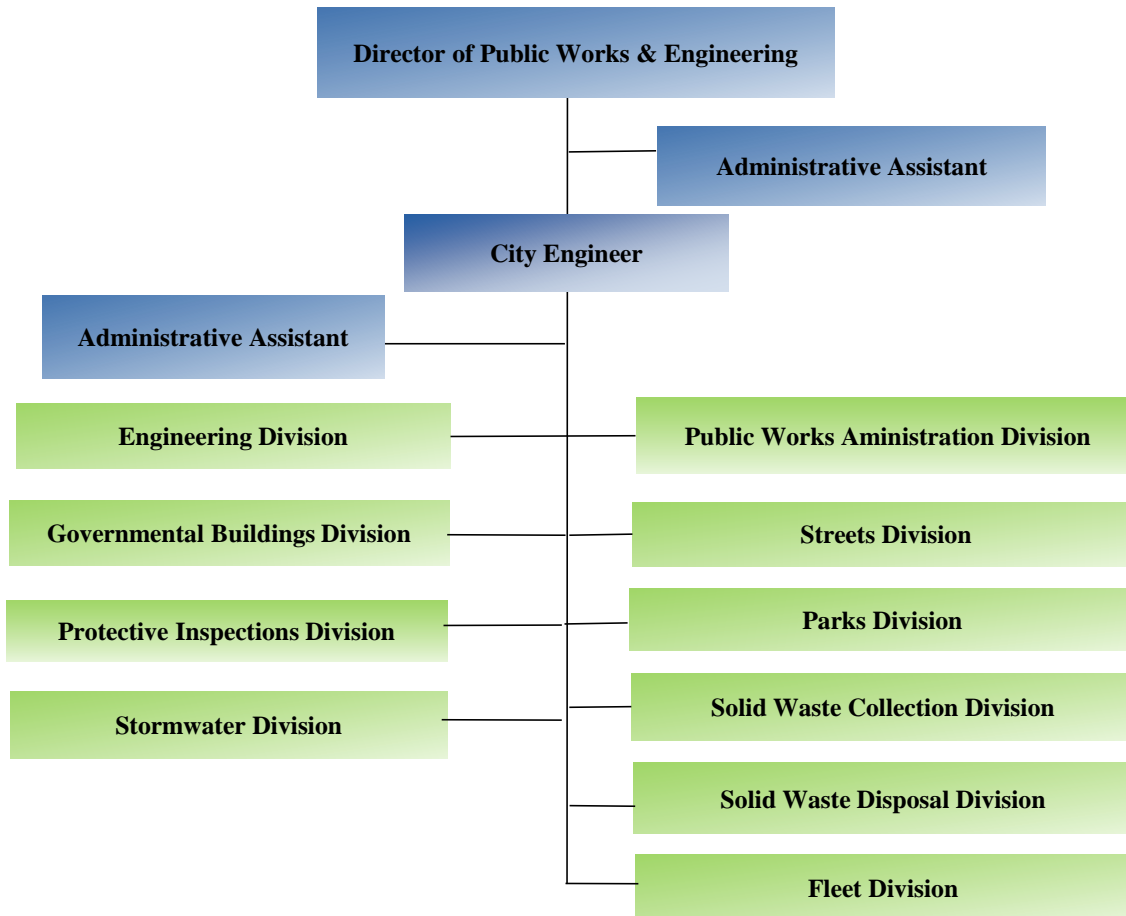 Director of Public Works & Engineering
Administrative Assistant
City Engineer
Administrative Assistant
Engineering Division
Public Works Aministration Division
Governmental Buildings Division
Streets Division
Protective Inspections Division
Parks Division
Stormwater Division
Solid Waste Collection Division
Solid Waste Disposal Division
Fleet Division